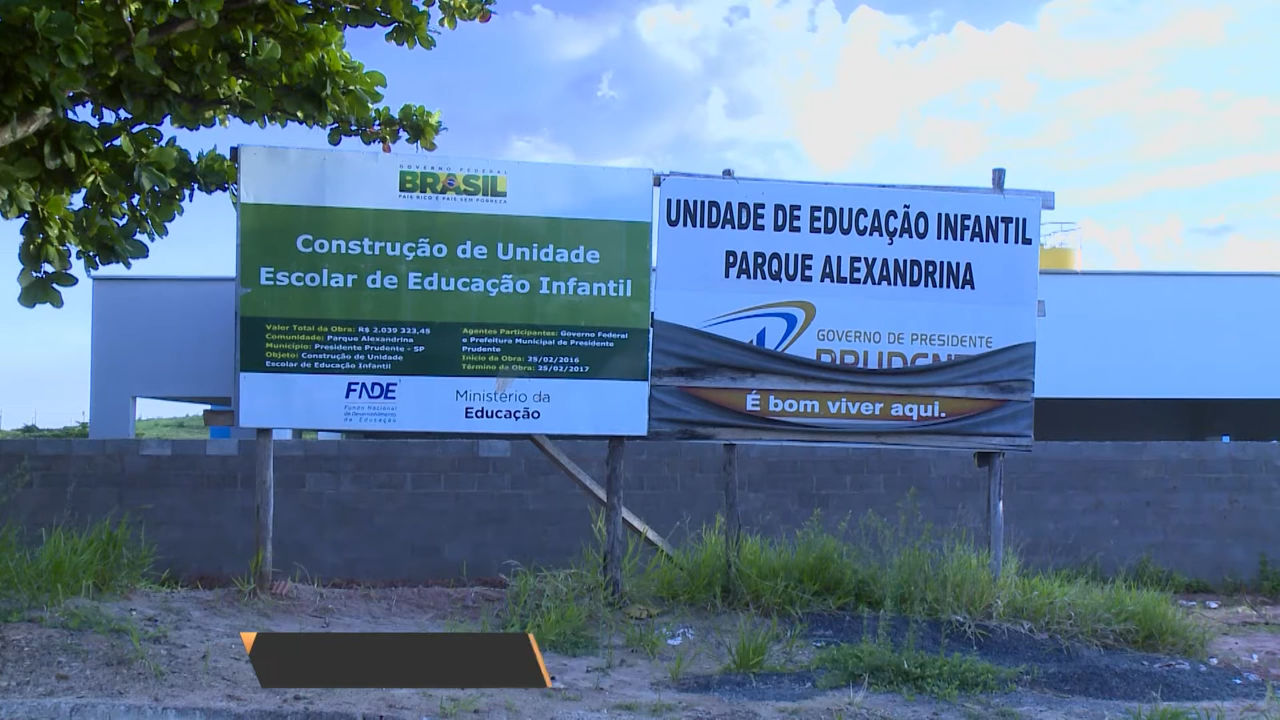 GOVERNO FEDERAL
BRASIL
PAÍS RICO É PAÍS SEM POBREZA
Construção de Unidade
Escolar de Educação Infantil
Valor Total da Obra: R$ 2.039 323,45
Comunidade: Parque Alexandrina
Município: Presidente Prudente - SP
Objeto: Construção de Unidade
Escolar de Educação Infantil
Agentes Participantes: Governo Federal
e Prefeitura Municipal de Presidente
Prudente
Início da Obra: 25/02/2016
Término da Obra: 25/02/2017
FNDE
Fundo Nacional
de Desenvolvimento
da Educação
Ministério da
Educação
UNIDADE DE EDUCAÇÃO INFANTIL
PARQUE ALEXANDRINA
GOVERNO DE PRESIDENTE
PRUDENTE
É bom viver aqui.